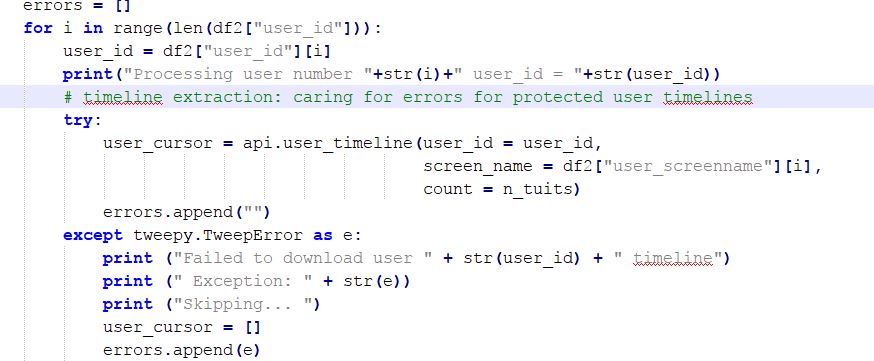 errors = []
for i in range(len(df2["user_id"])):
user_id = df2["user_id"][i]
print("Processing user number "+str(i)+" user_id = "+str(user_id))
# timeline extraction: caring for errors for protected user timelines
try:
user_cursor = api.user_timeline(user_id = user_id,
screen_name = df2["user_screenname"][i],
count = n_tuits)
errors.append("")
except tweepy.TweepError as e:
print ("Failed to download user " + str(user_id) + " timeline")
print (" Exception: " + str(e))
print ("Skipping... ")
user_cursor = []
errors.append(e)